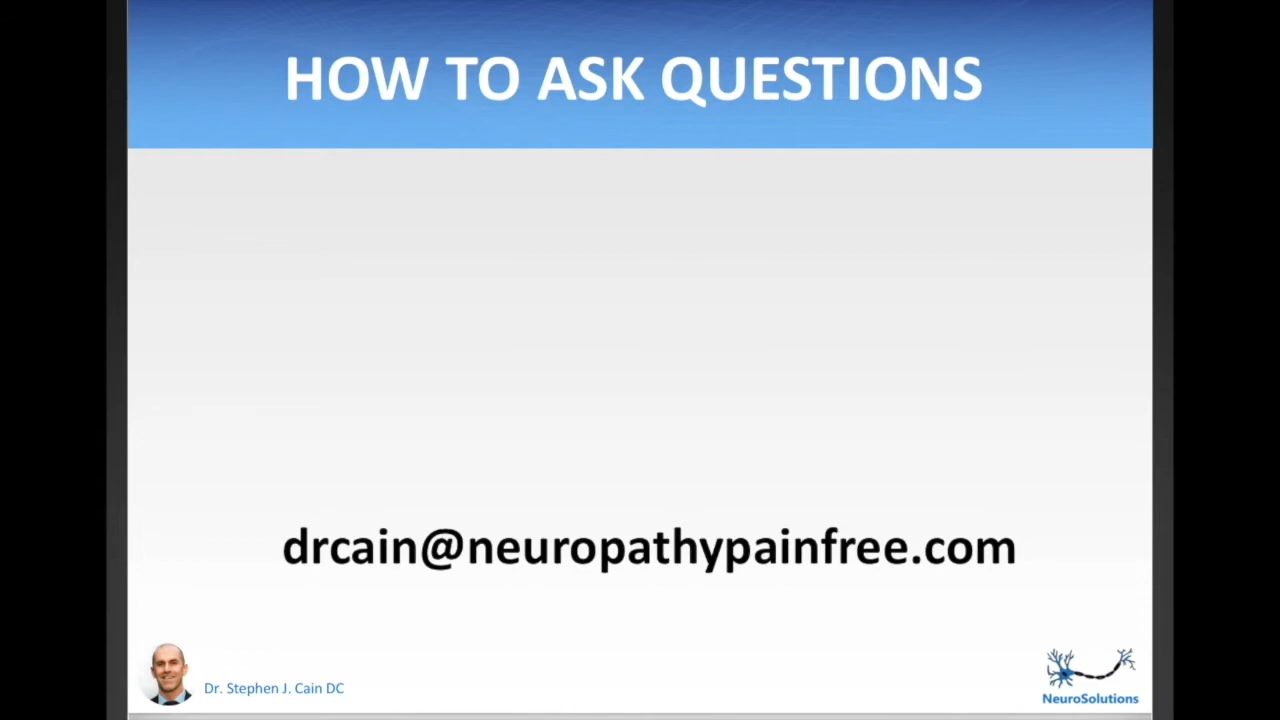 HOW TO ASK QUESTIONS
drcain@neuropathypainfree.com
Dr. Stephen J. Cain DC
NeuroSolutions